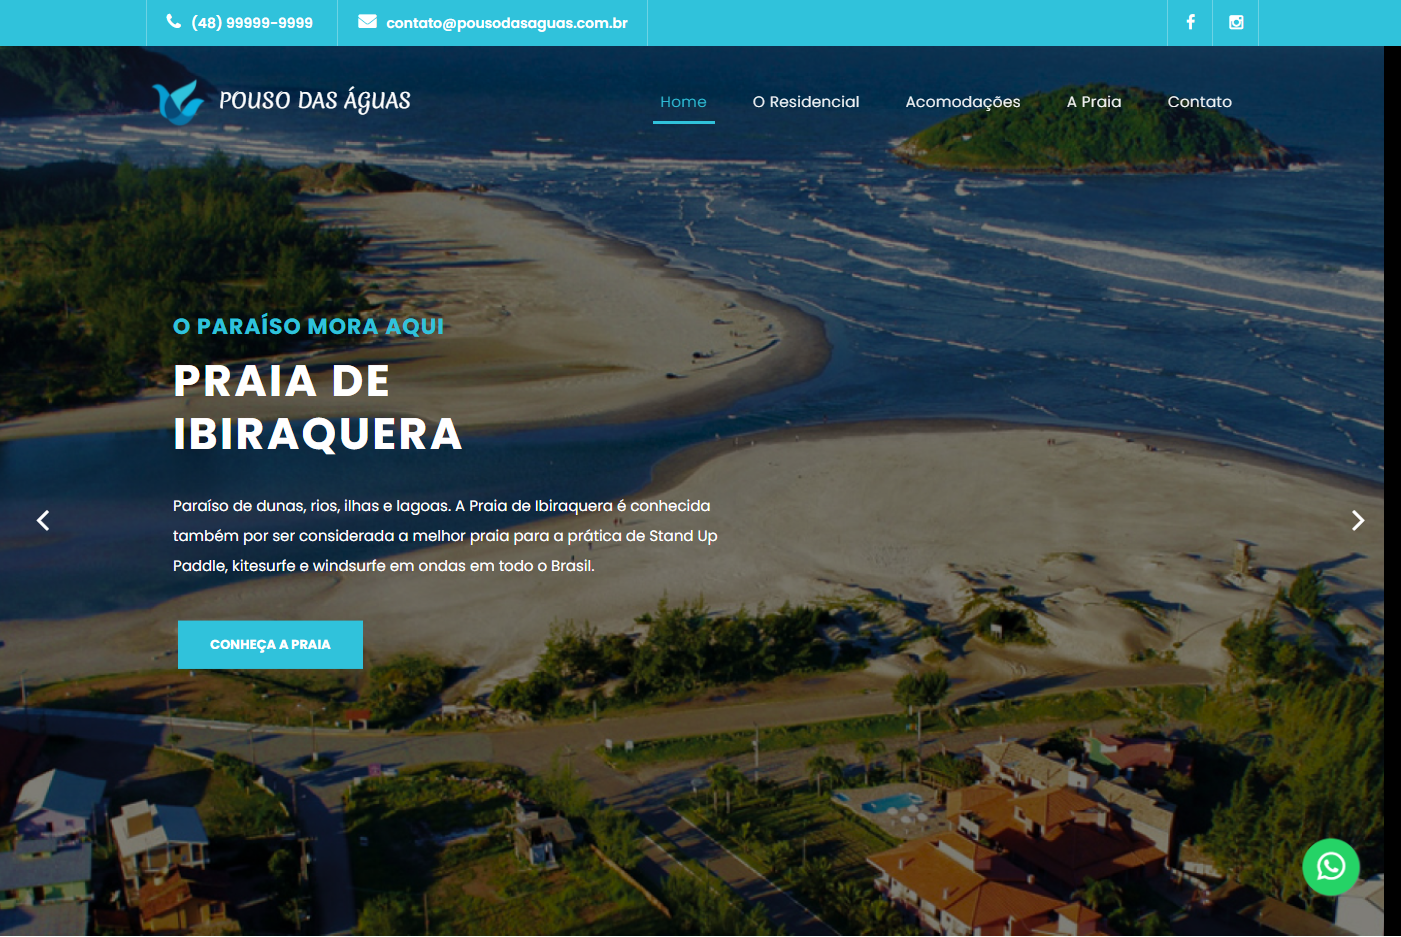 (48) 99999-9999
contato@pousodasaguas.com.br
POUSO DAS ÁGUAS
Home
O Residencial
Acomodações
A Praia
Contato
O PARAÍSO MORA AQUI
PRAIA DE
IBIRAQUERA
Paraíso de dunas, rios, ilhas e lagoas. A Praia de Ibiraquera é conhecida
também por ser considerada a melhor praia para a prática de Stand Up
Paddle, kitesurfe e windsurfe em ondas em todo o Brasil.
CONHEÇA A PRAIA